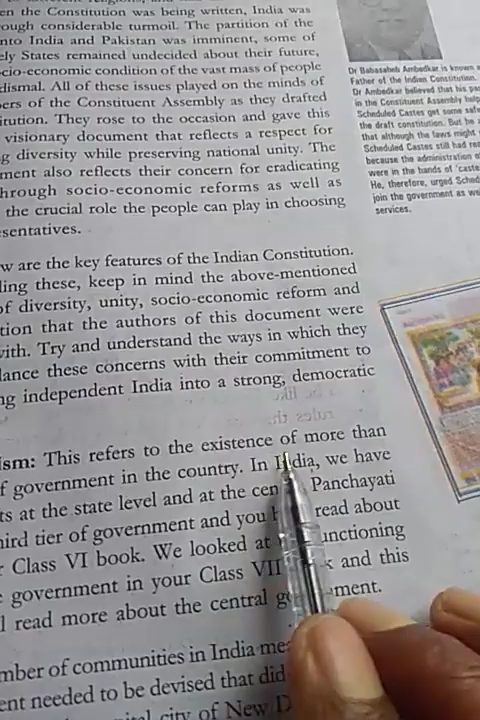 en the Constitution was being written, India was
ough considerable turmoil. The partition of the
nto India and Pakistan was imminent, some of
ely States remained undecided about their future,
cio-economic condition of the vast mass of people
dismal. All of these issues played on the minds of
bers of the Constituent Assembly as they drafted
itution. They rose to the occasion and gave this
visionary document that reflects a respect for
g diversity while preserving national unity. The
ment also reflects their concern for eradicating
hrough socio-economic reforms as well as
the crucial role the people can play in choosing
esentatives.
w are the key features of the Indian Constitution.
ding these, keep in mind the above-mentioned
of diversity, unity, socio-economic reform and
tion that the authors of this document were
with. Try and understand the ways in which they
lance these concerns with their commitment to
ng independent India into a strong, democratic
ism: This refers to the existence of more than
f government in the country. In India, we have
ts at the state level and at the cen Panchayati
hird tier of government and you h read about
r Class VI book. We looked at unctioning
e government in your Class VII k and this
l read more about the central go ment.
mber of communities in India me
ent needed to be devised that did
ital city of New D
Dr Babasaheb Ambedkar is known a
Father of the Indian Constitution.
Dr Ambedkar believed that his pa
in the Constituent Assembly help
Scheduled Castes get some safe
the draft constitution. But he
that although the laws might
Scheduled Castes still had rea
because the administration o
were in the hands of 'caste
He, therefore, urged Sched
join the government as we
services.